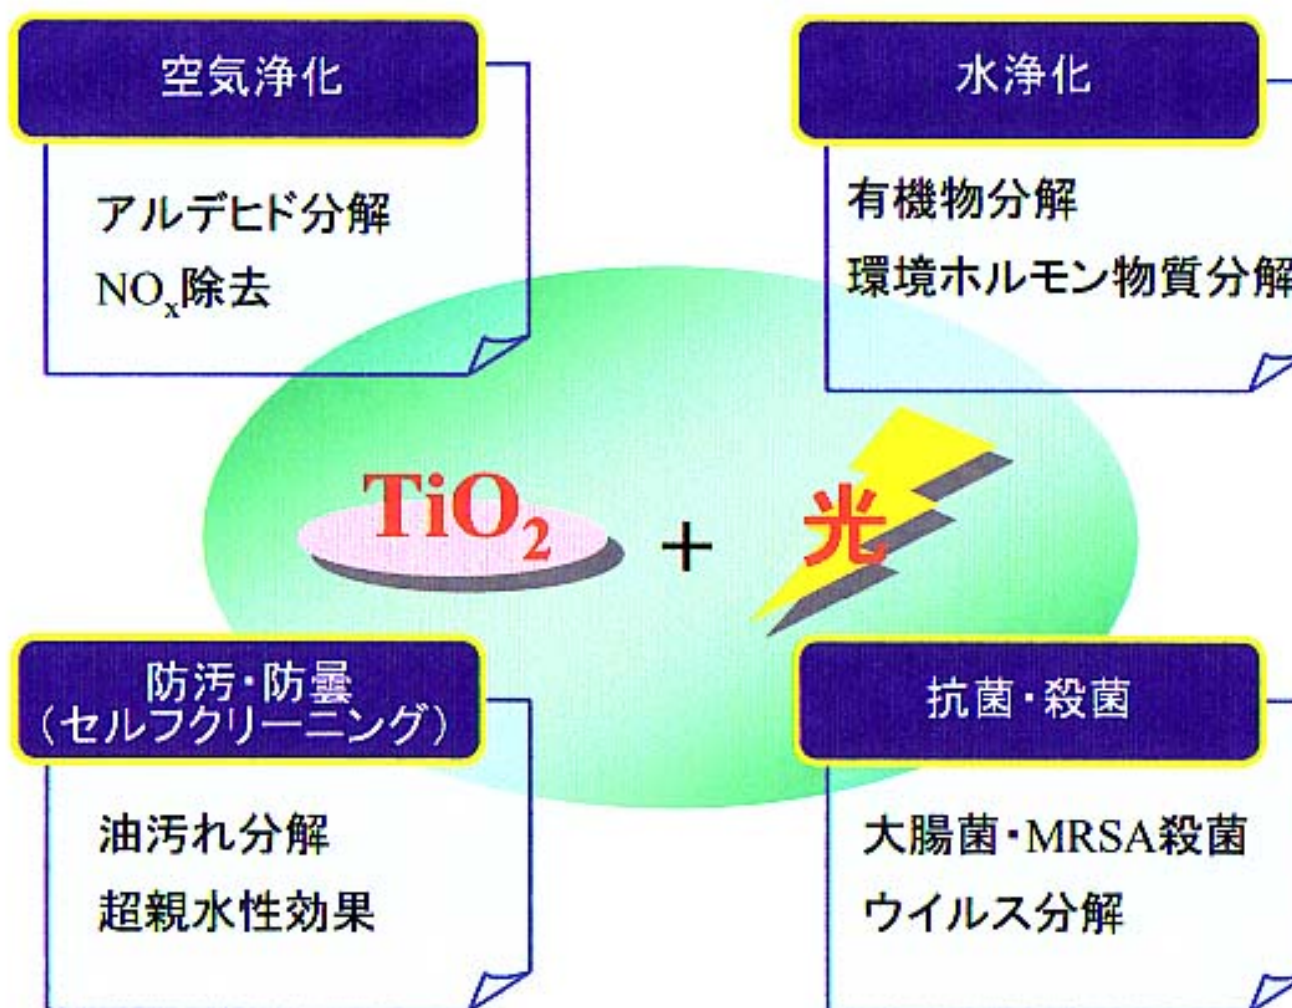 空気浄化
アルデヒド分解
NOx除去
水浄化
有機物分解
環境ホルモン物質分解
TiO2
+
光
防汚・防曇
(セルフクリーニング)
油汚れ分解
超親水性効果
抗菌・殺菌
大腸菌・MRSA殺菌
ウイルス分解